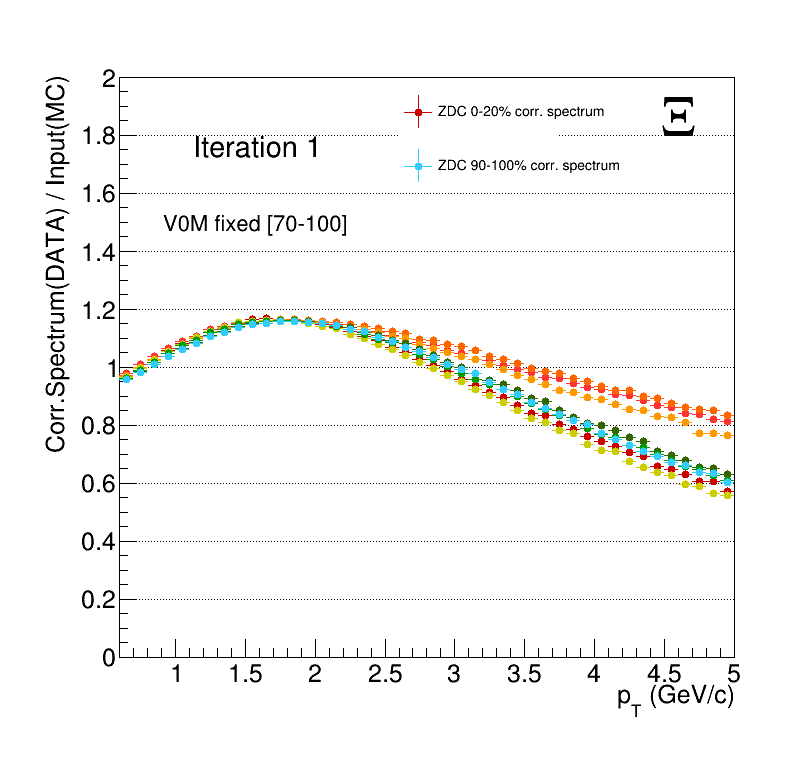 Corr.Spectrum(DATA) / Input(MC)
2
1.8
1.6
1.4
1.2
1
0.8
0.6
0.4
0.2
0
ZDC 0-20% corr. spectrum
Ξ
Iteration 1
ZDC 90-100% corr. spectrum
V0M fixed [70-100]
1 1.5 2 2.5 3 3.5 4 4.5 5
pT (GeV/c)